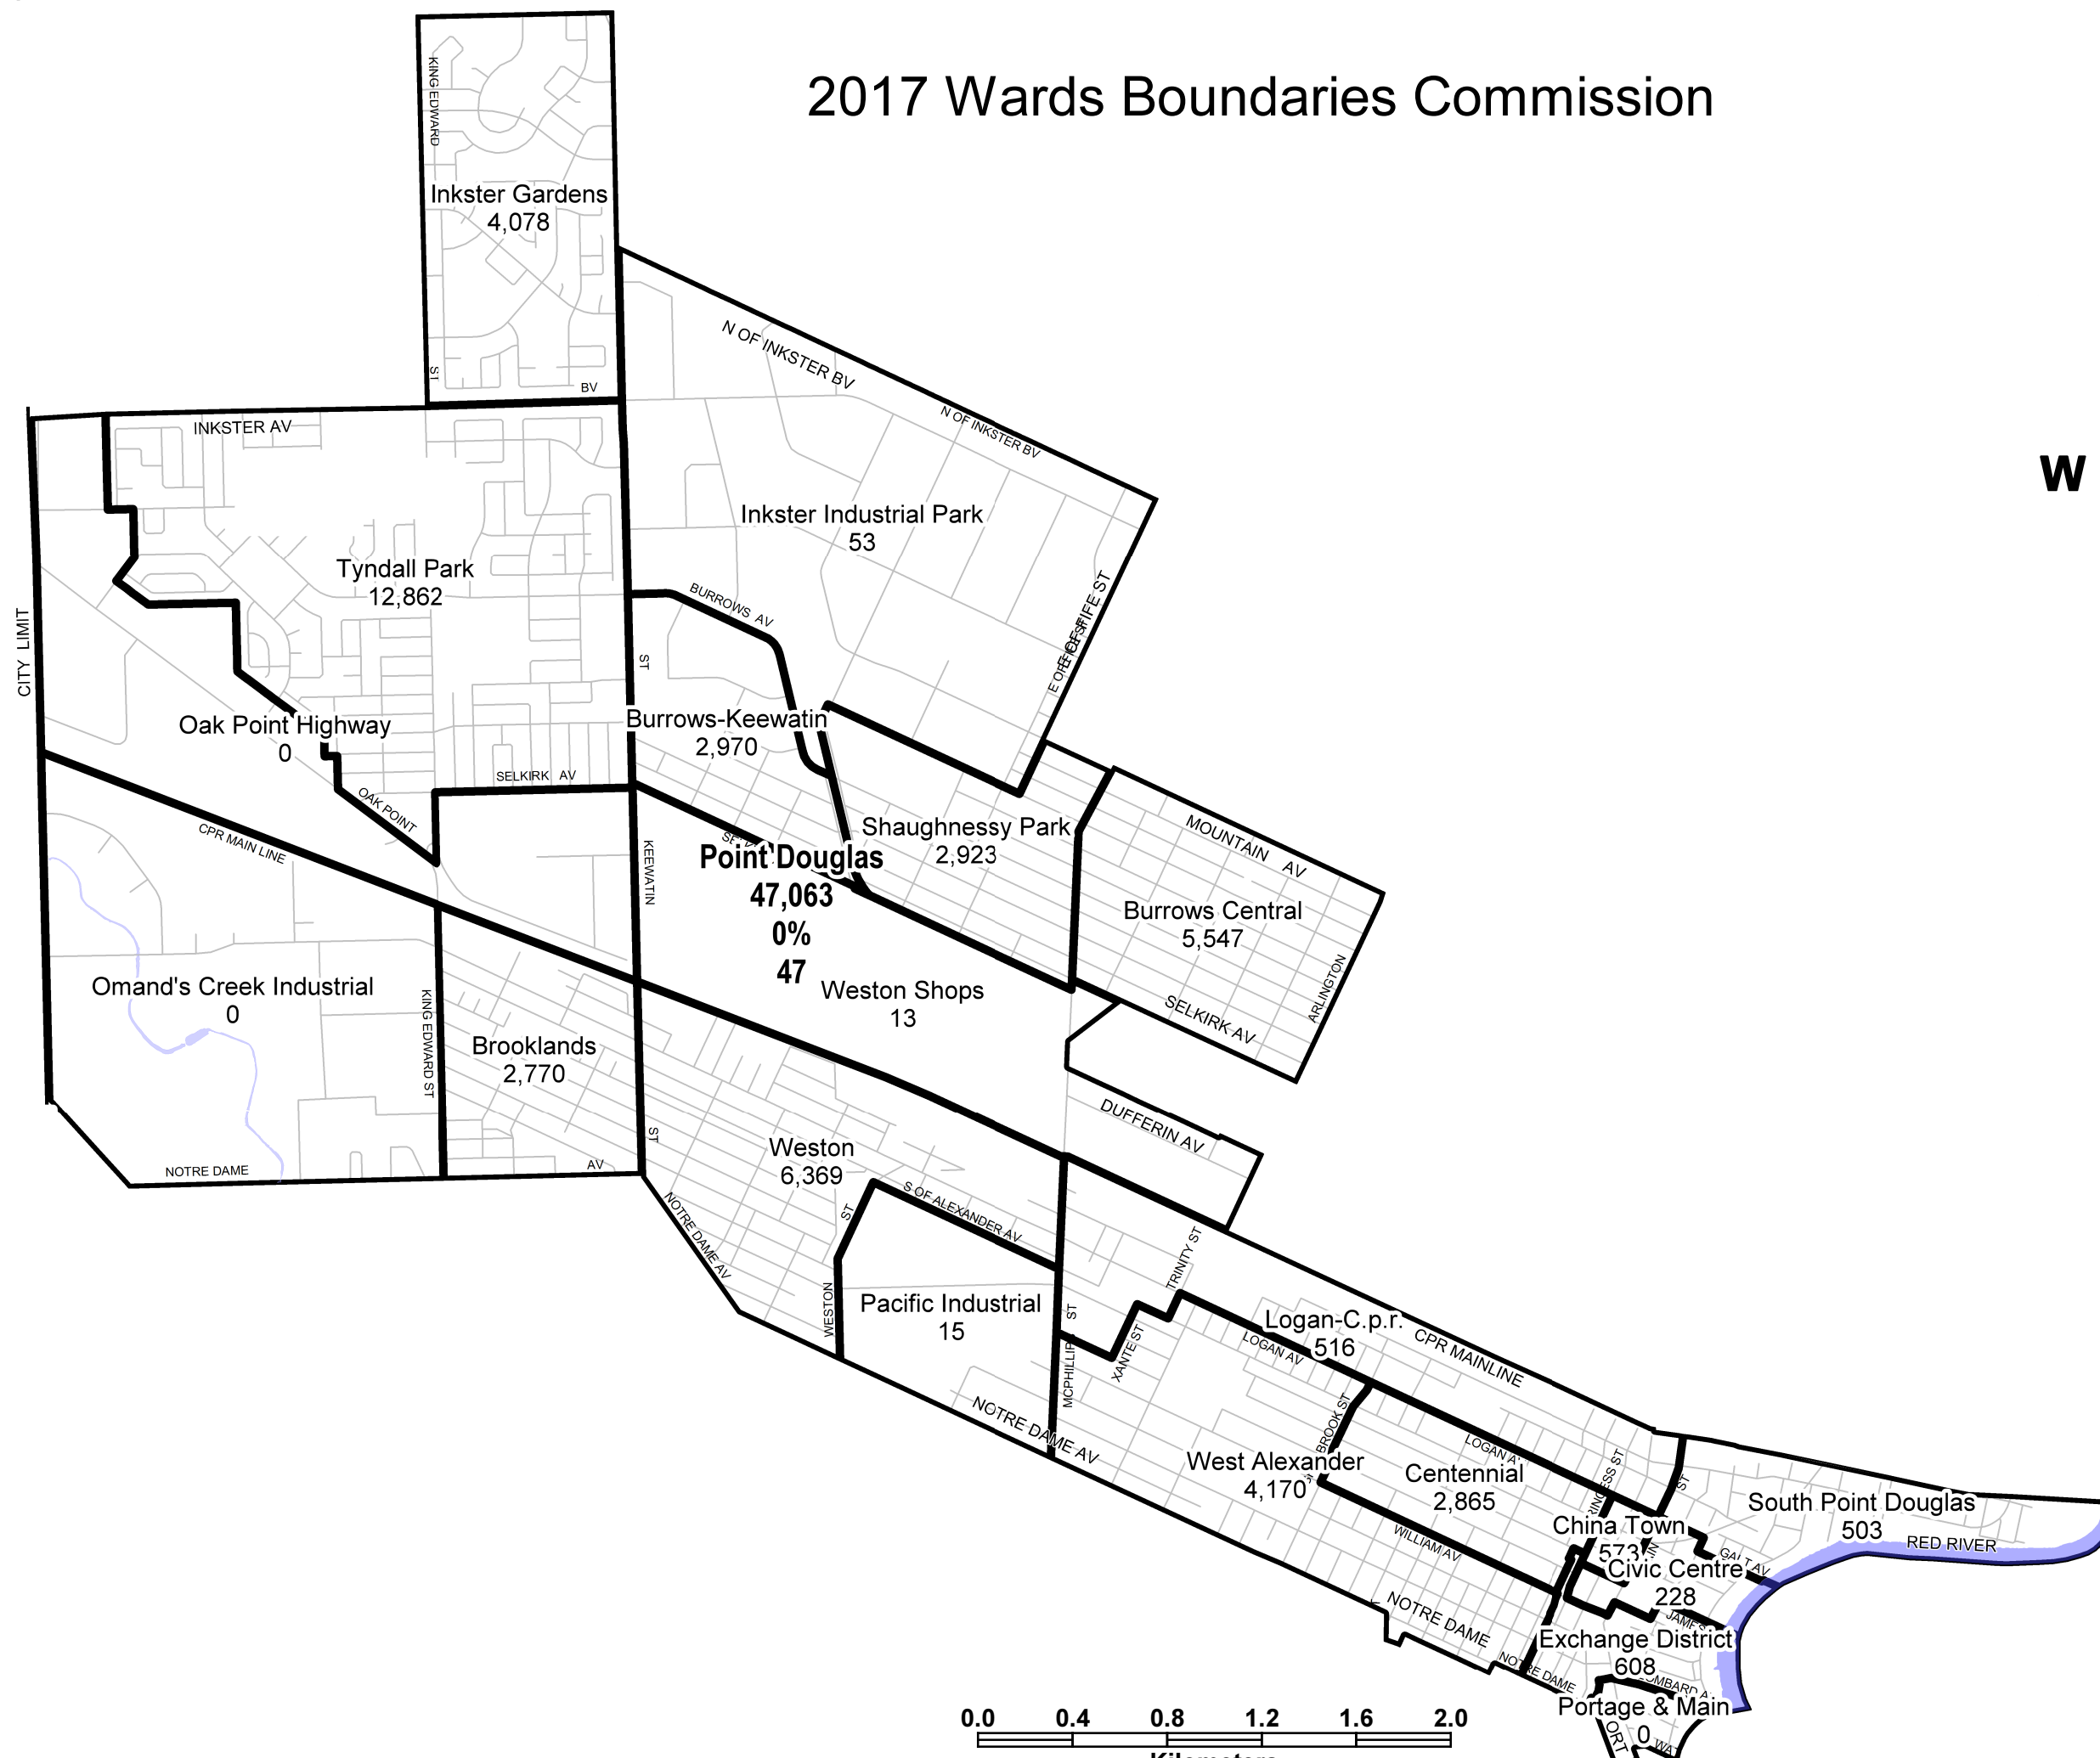 2017 Wards Boundaries Commission
KING EDWARD
Inkster Gardens
4,078
ST
BV
N OF INKSTER BV
N OF INKSTER BV
INKSTER AV
W
Inkster Industrial Park
53
Tyndall Park
12,862
BURROWS AV
CITY LIMIT
ST
E OF FIFE ST
Oak Point Highway
0
Burrows-Keewatin
2,970
SELKIRK AV
OAK POINT
CPR MAIN LINE
KEEWATIN
Shaughnessy Park
2,923
MOUNTAIN AV
Point Douglas
47,063
0%
47
Burrows Central
5,547
ARLINGTON
SELKIRK AV
Weston Shops
13
Omand's Creek Industrial
0
KING EDWARD ST
Brooklands
2,770
ST
DUFFERIN AV
NOTRE DAME
AV
Weston
6,369
NOTRE DAME AV
ST
S OF ALEXANDER AV
WESTON
TRINITY ST
Pacific Industrial
15
ST
XANTE ST
Logan-C.p.r.
516
LOGAN AV
CPR MAINLINE
NOTRE DAME AV
BROOK ST
West Alexander
4,170
Centennial
2,865
LOGAN AV
ST
South Point Douglas
503
RED RIVER
China Town
573
GALT AV
Civic Centre
228
WILLIAM AV
NOTRE DAME
JAMES
Exchange District
608
NOTRE DAME
Portage & Main
0
0.0 0.4 0.8 1.2 1.6 2.0
Kilometers